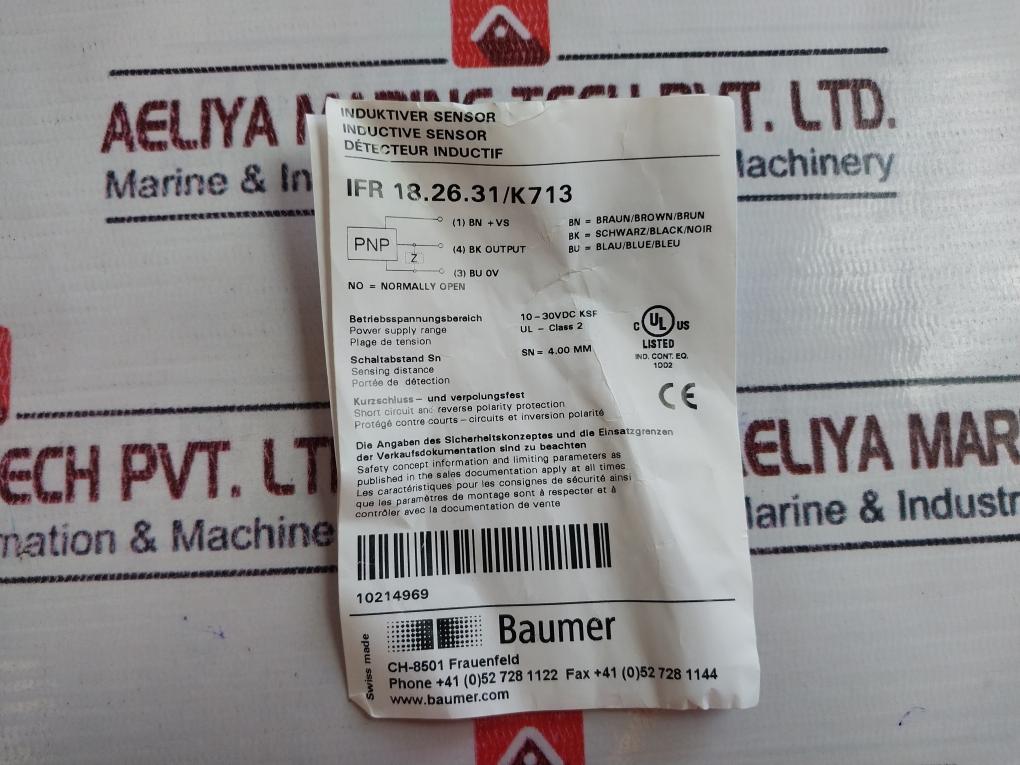 AELIYA MARINE TECH PVT. LTD.
Marine & In
Machinery
INDUKTIVER SENSOR
INDUCTIVE SENSOR
DÉTECTEUR INDUCTIF
IFR 18.26.31/K713
(1) BN +VS
PNP
Z
(4) BK OUTPUT
(3) BU 0V
BN = BRAUN/BROWN/BRUN
BK = SCHWARZ/BLACK/NOIR
BU = BLAU/BLUE/BLEU
NO = NORMALLY OPEN
Betriebsspannungsbereich
Power supply range
Plage de tension
10-30VDC KSF
UL - Class 2
Schaltabstand Sn
Sensing distance
Portée de détection
SN = 4.00 MM
C UL US
LISTED
IND. CONT. EQ.
1002
CE
Kurzschluss - und verpolungsfest
Short circuit and reverse polarity protection
Protégé contre courts - circuits et inversion polarité
Die Angaben des Sicherheitskonzeptes und die Einsatzgrenzen
der Verkaufsdokumentation sind zu beachten
Safety concept information and limiting parameters as
published in the sales documentation apply at all times
Les caractéristiques pour les consignes de sécurité ainsi
que les paramètres de montage sont à respecter et à
contrôler avec la documentation de vente
10214969
Swiss made
Baumer
CH-8501 Frauenfeld
Phone +41 (0)52 728 1122 Fax +41 (0)52 728 1144
www.baumer.com
ECH PVT. LT
mation & Machine
AELIYA MAR
Marine & Industr